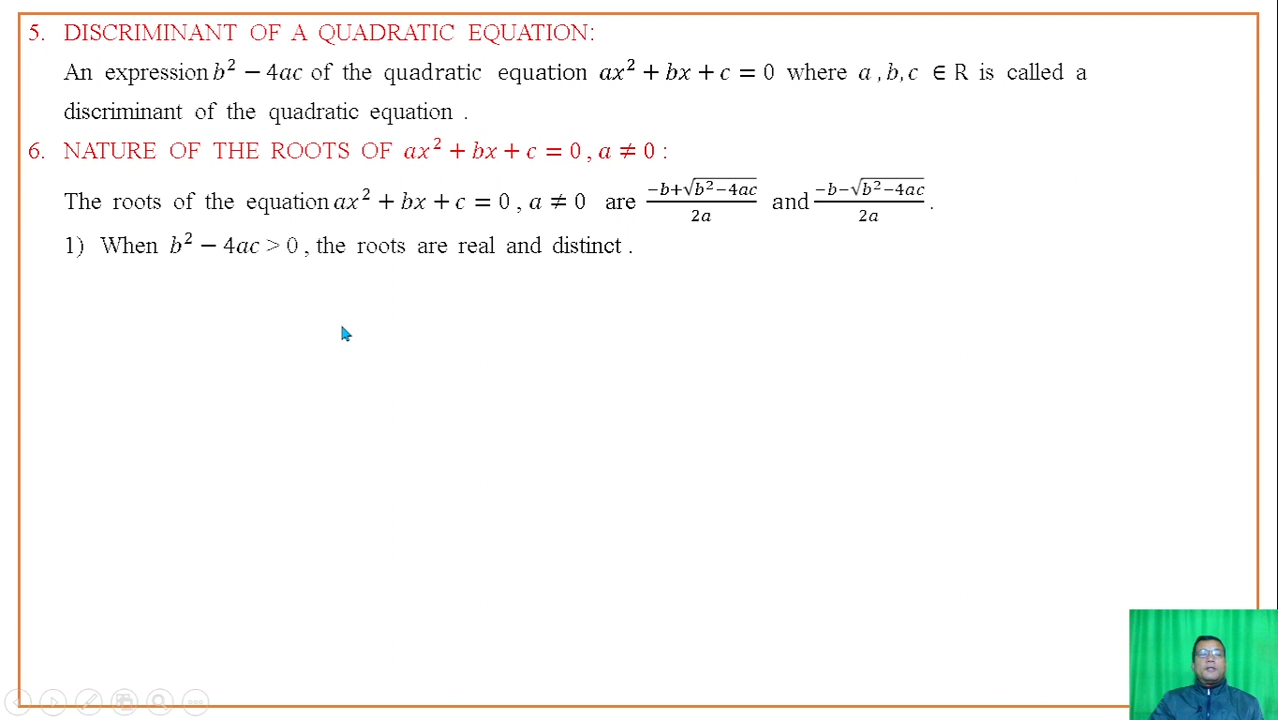 5. DISCRIMINANT OF A QUADRATIC EQUATION:
An expression b² − 4ac of the quadratic equation ax² + bx + c = 0 where a , b, c ∈ R is called a
discriminant of the quadratic equation .
6. NATURE OF THE ROOTS OF ax² + bx + c = 0 , a ≠ 0 :
The roots of the equation ax² + bx + c = 0 , a ≠ 0 are (−b+√(b²−4ac))/2a and (−b−√(b²−4ac))/2a .
1) When b² − 4ac > 0 , the roots are real and distinct .